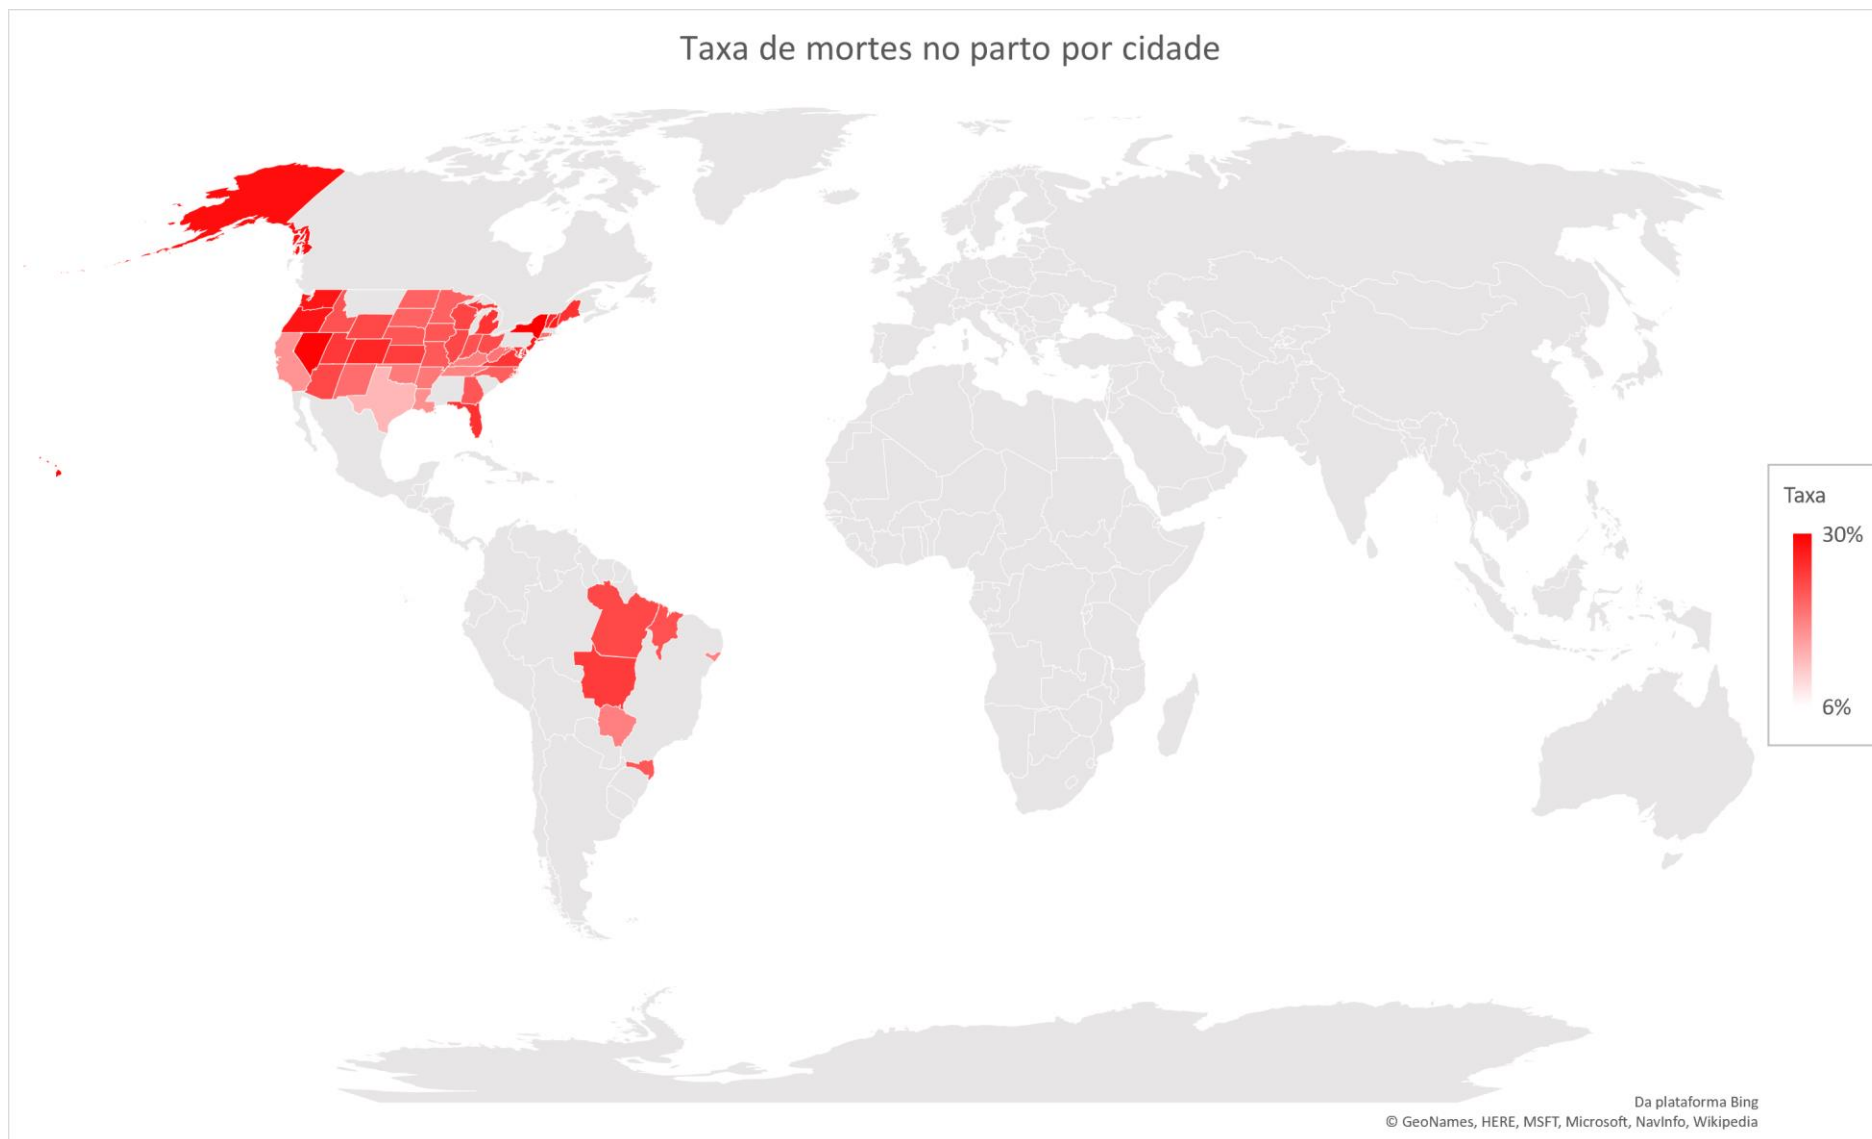 Taxa de mortes no parto por cidade
Taxa
30%
6%
Da plataforma Bing
© GeoNames, HERE, MSFT, Microsoft, NavInfo, Wikipedia